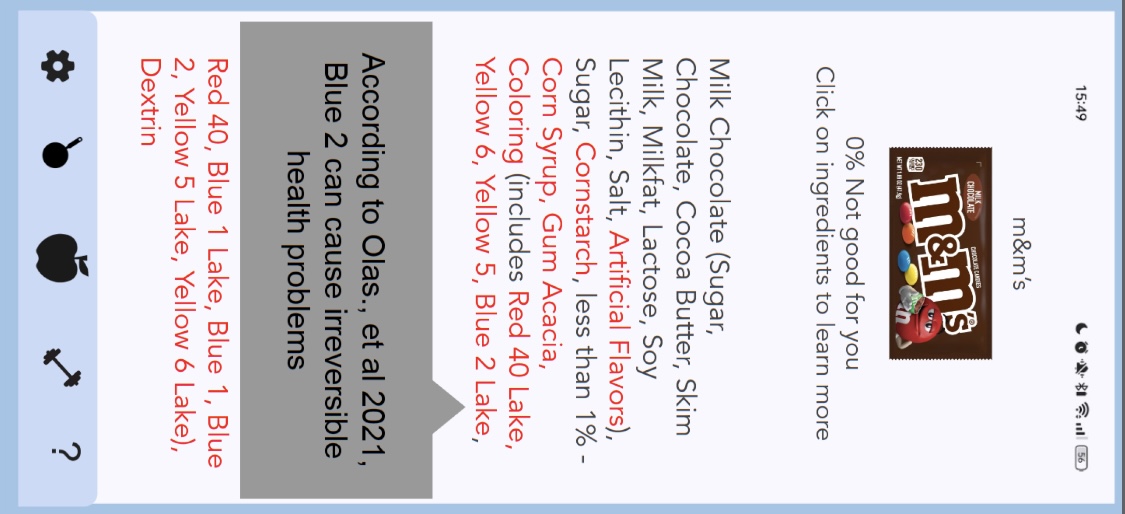 15:49
56
m&m's
MILK
CHOCOLATE
CHOCOLATE CANDIES
m&m's
230
0% Not good for you
Click on ingredients to learn more
Milk Chocolate (Sugar,
Chocolate, Cocoa Butter, Skim
Milk, Milkfat, Lactose, Soy
Lecithin, Salt, Artificial Flavors),
Sugar, Cornstarch, less than 1% -
Corn Syrup, Gum Acacia,
Coloring (includes Red 40 Lake,
Yellow 6, Yellow 5, Blue 2 Lake,
According to Olas., et al 2021,
Blue 2 can cause irreversible
health problems
Red 40, Blue 1 Lake, Blue 1, Blue
2, Yellow 5 Lake, Yellow 6 Lake),
Dextrin
?